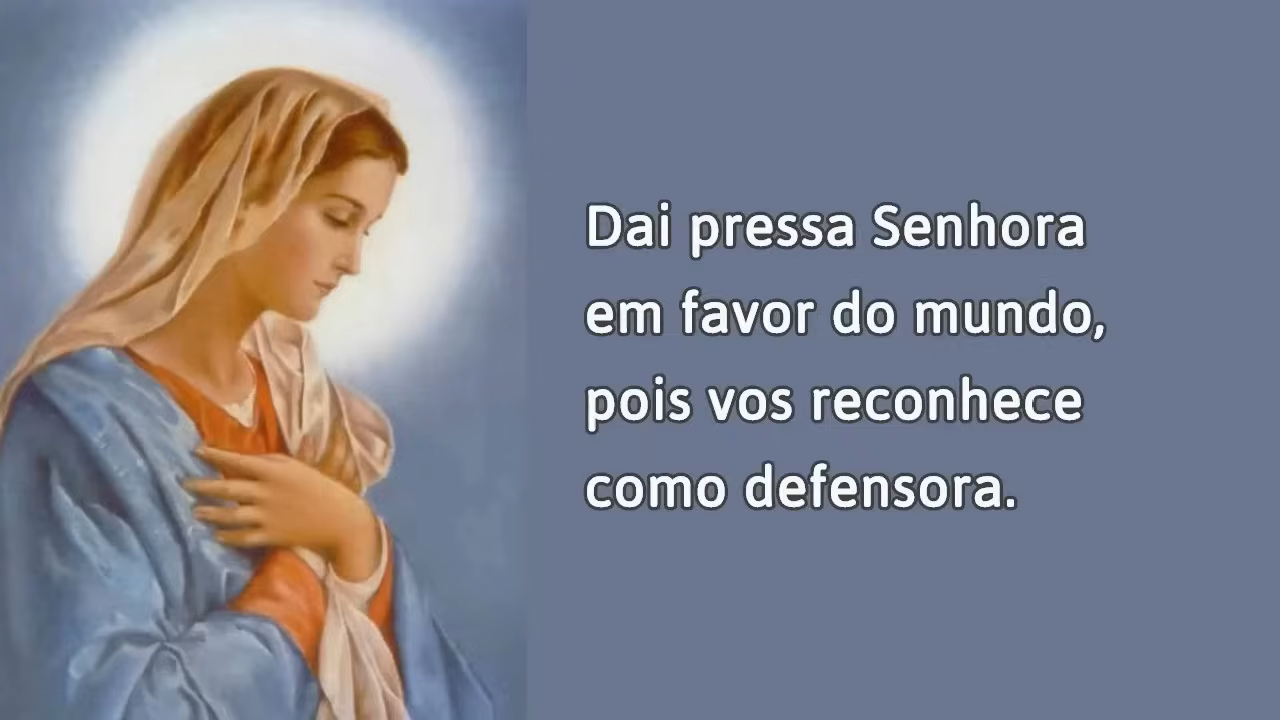 Dai pressa Senhora
em favor do mundo,
pois vos reconhece
como defensora.